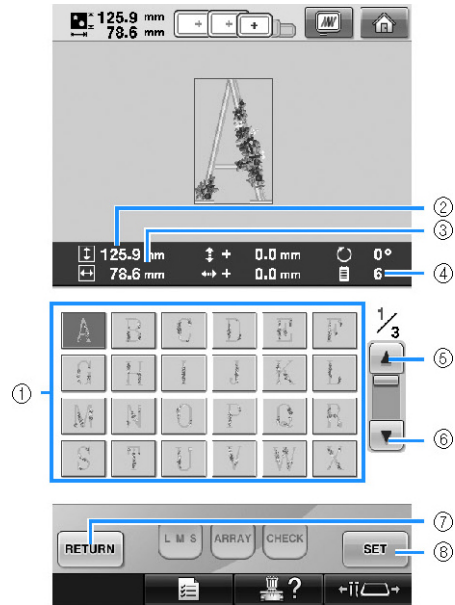 125.9 mm
78.6 mm
②
③
125.9 mm + 0.0 mm 0°
78.6 mm + 0.0 mm 6
④
1/3
A B C D E F
⑤
G H I J K L
①
M N O P Q R
⑥
S T U V W X
⑦
RETURN L M S ARRAY CHECK SET
⑧
?